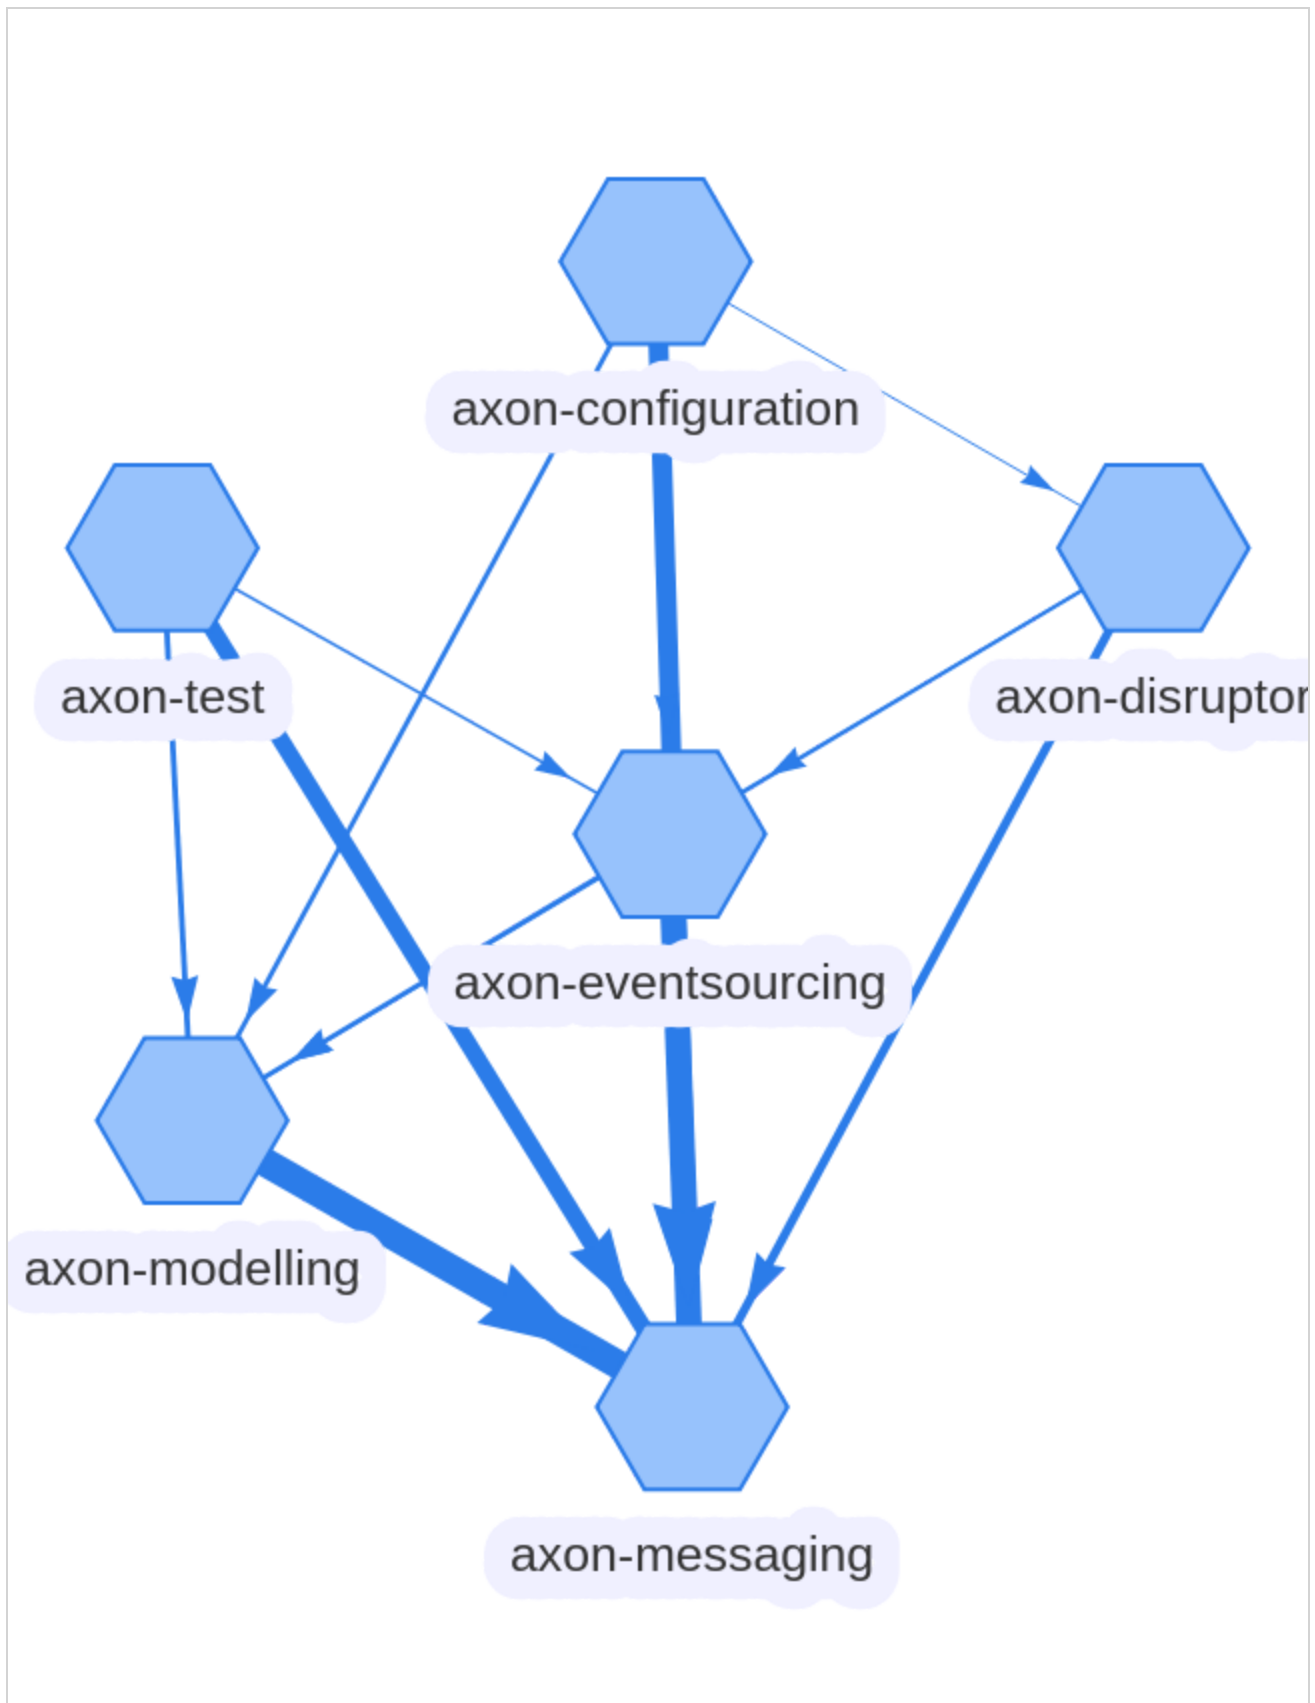 axon-configuration
axon-test
axon-disruptor
axon-eventsourcing
axon-modelling
axon-messaging